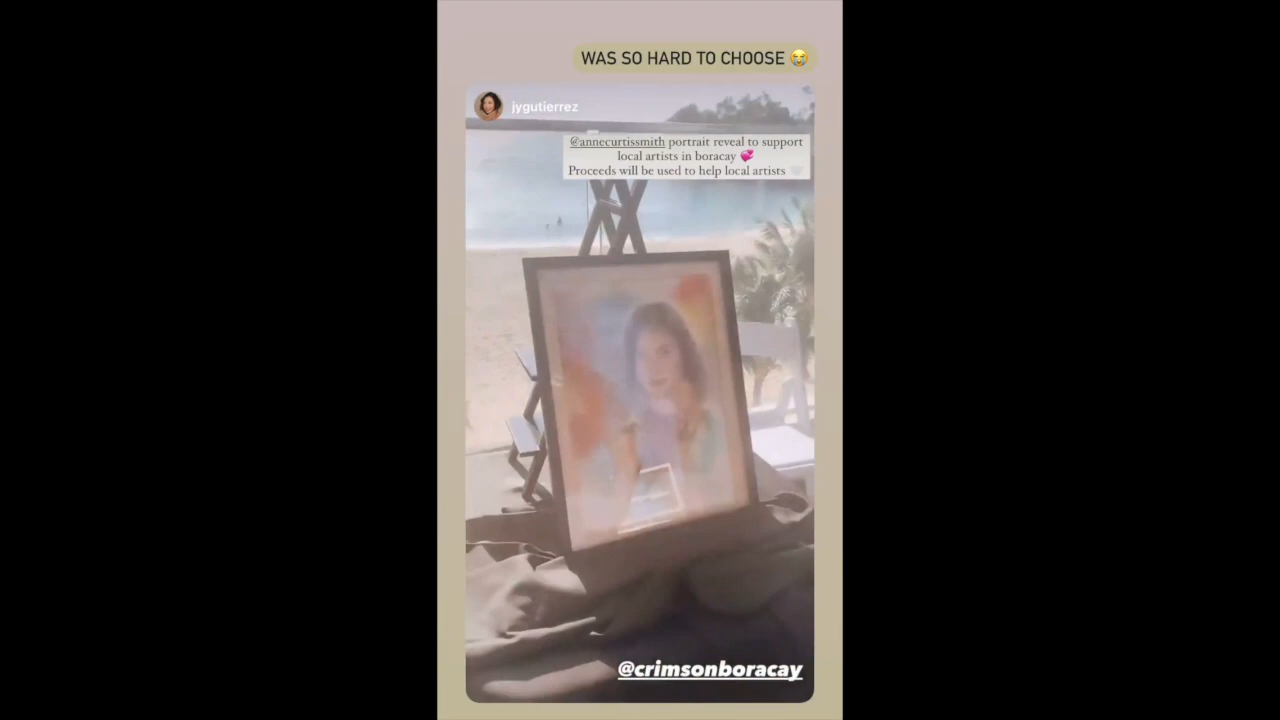 WAS SO HARD TO CHOOSE 😭
jygutierrez
@annecurtissmith portrait reveal to support
local artists in boracay 💞
Proceeds will be used to help local artists 🤍
@crimsonboracay